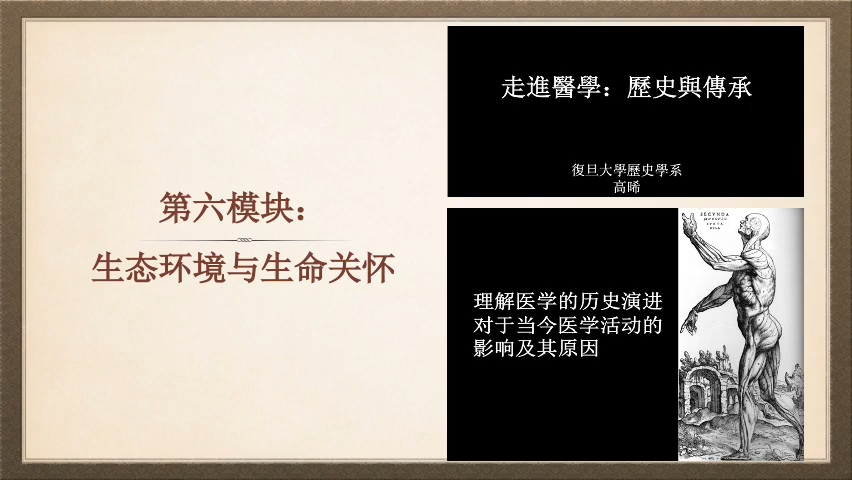 第六模块：
生态环境与生命关怀
走進醫學：歷史與傳承
復旦大學歷史學系
高晞
理解医学的历史演进
对于当今医学活动的
影响及其原因
SECVNDA